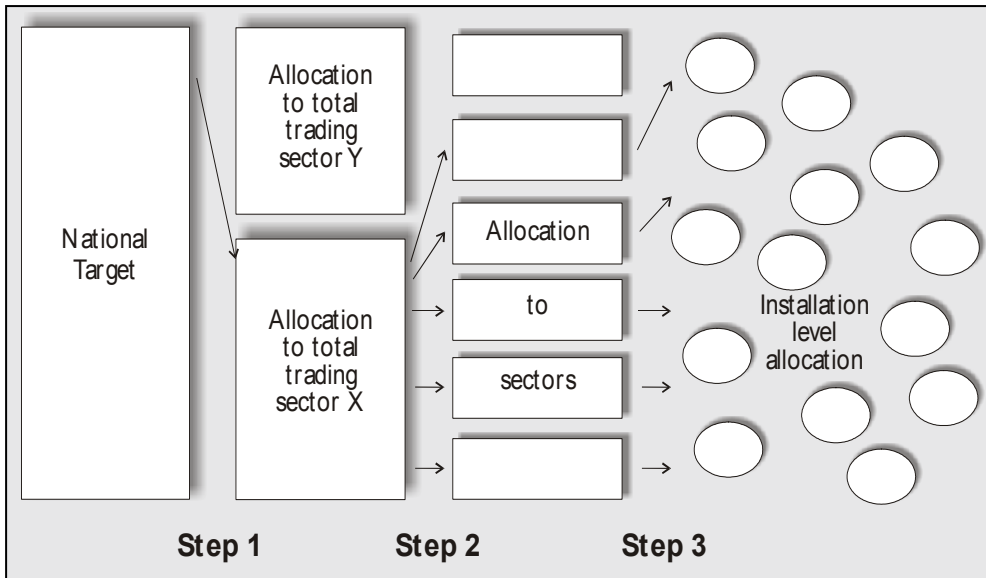 National
Target
Allocation
to total
trading
sector Y
Allocation
to total
trading
sector X
Allocation
to
sectors
Installation
level
allocation
Step 1
Step 2
Step 3